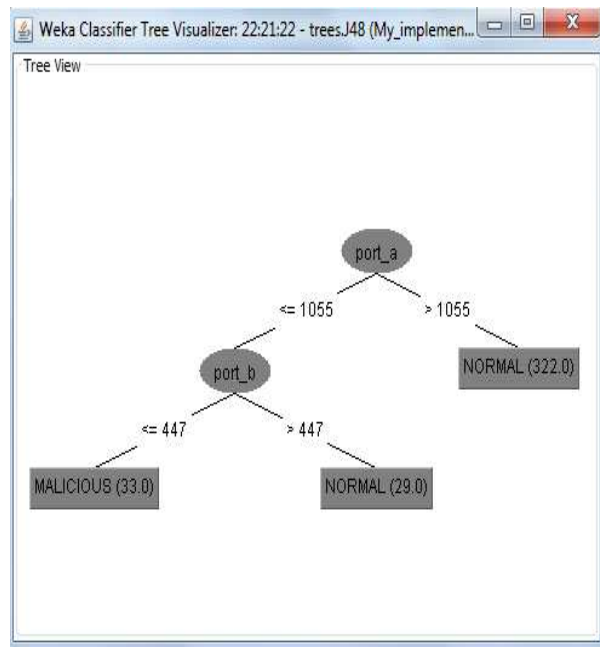 Weka Classifier Tree Visualizer: 22:21:22 - trees.J48 (My_implemen...
Tree View
port_a
<= 1055
> 1055
port_b
NORMAL (322.0)
<= 447
> 447
MALICIOUS (33.0)
NORMAL (29.0)